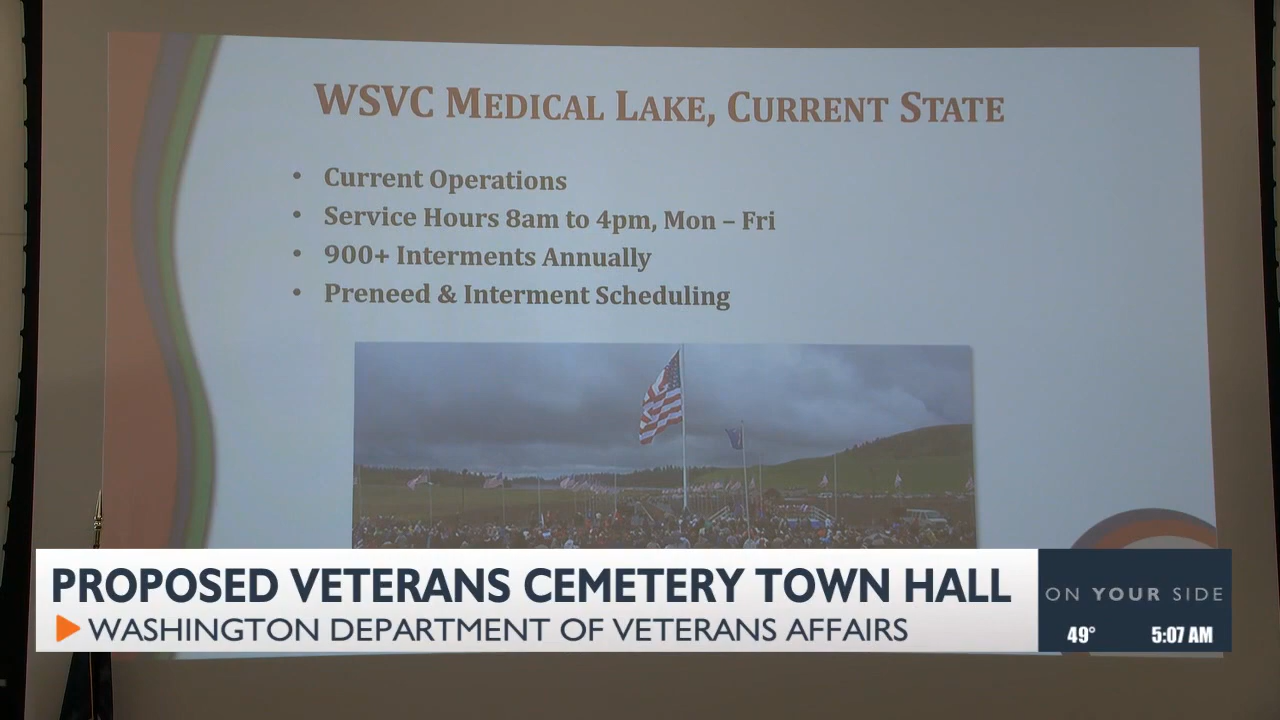 WSVC MEDICAL LAKE, CURRENT STATE
• Current Operations
• Service Hours 8am to 4pm, Mon – Fri
• 900+ Interments Annually
• Preneed & Interment Scheduling
PROPOSED VETERANS CEMETERY TOWN HALL
WASHINGTON DEPARTMENT OF VETERANS AFFAIRS
ON YOUR SIDE
49° 5:07 AM